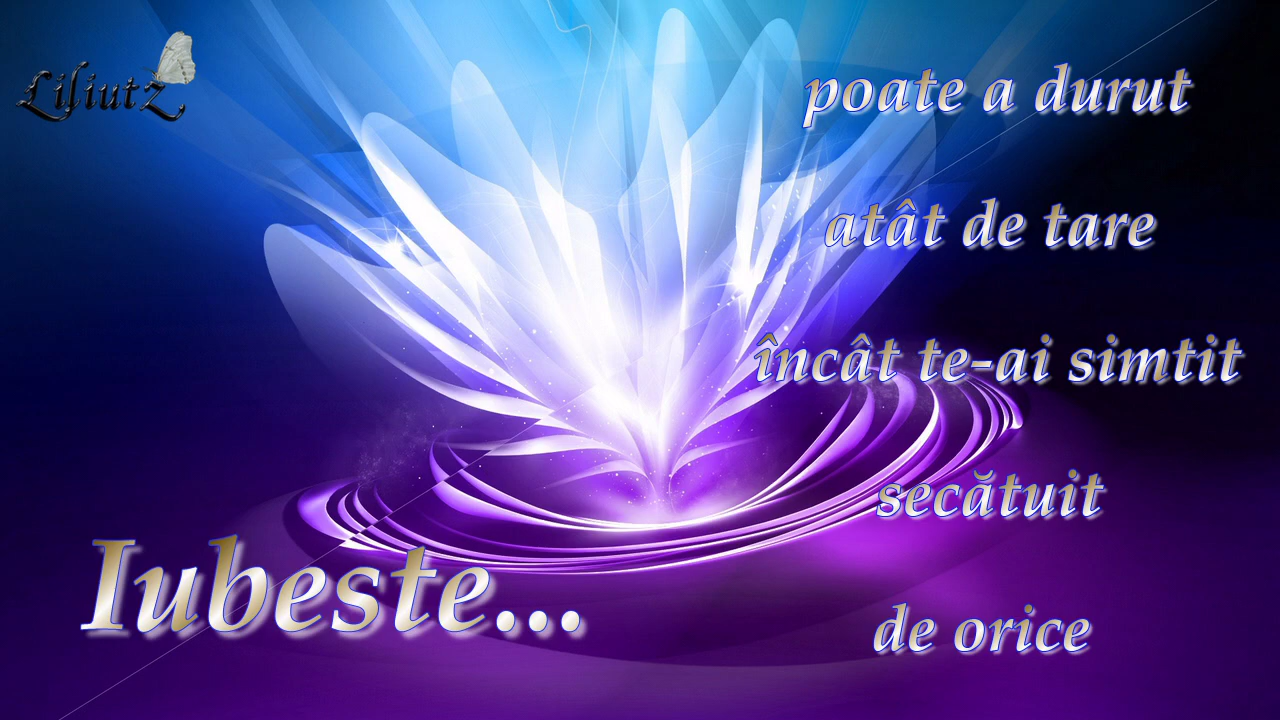 Liliutz
poate a durut
atât de tare
încât te-ai simtit
secătuit
de orice
Iubeste...